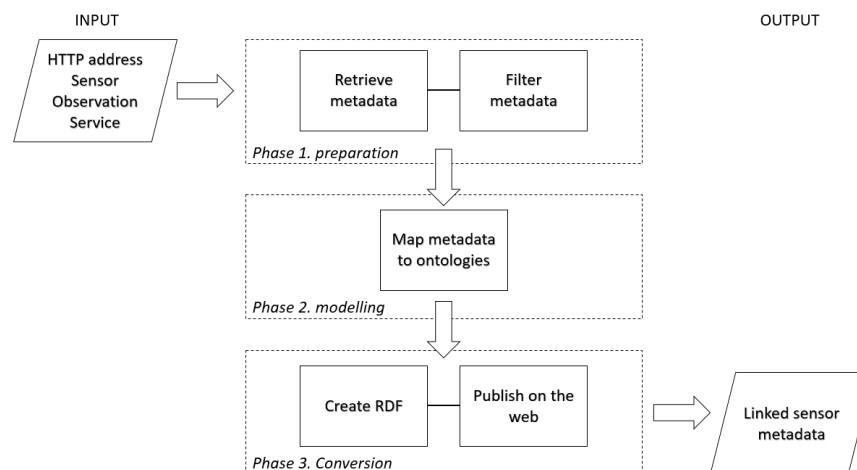 INPUT
OUTPUT
HTTP address
Sensor
Observation
Service
Retrieve
metadata
Filter
metadata
Phase 1. preparation
Map metadata
to ontologies
Phase 2. modelling
Create RDF
Publish on the
web
Phase 3. Conversion
Linked sensor
metadata